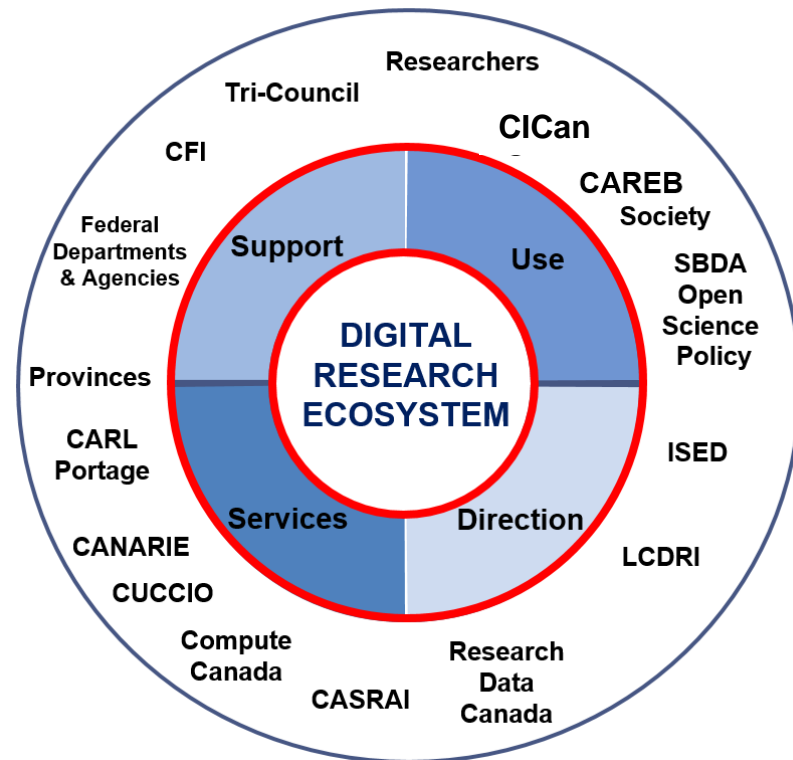 Researchers
Tri-Council
CICan
CFI
CAREB
Society
Federal
Departments
& Agencies
Support
Use
SBDA
Open
Science
Policy
DIGITAL
RESEARCH
ECOSYSTEM
Provinces
CARL
Portage
ISED
Services
Direction
CANARIE
LCDRI
CUCCIO
Compute
Canada
Research
Data
Canada
CASRAI